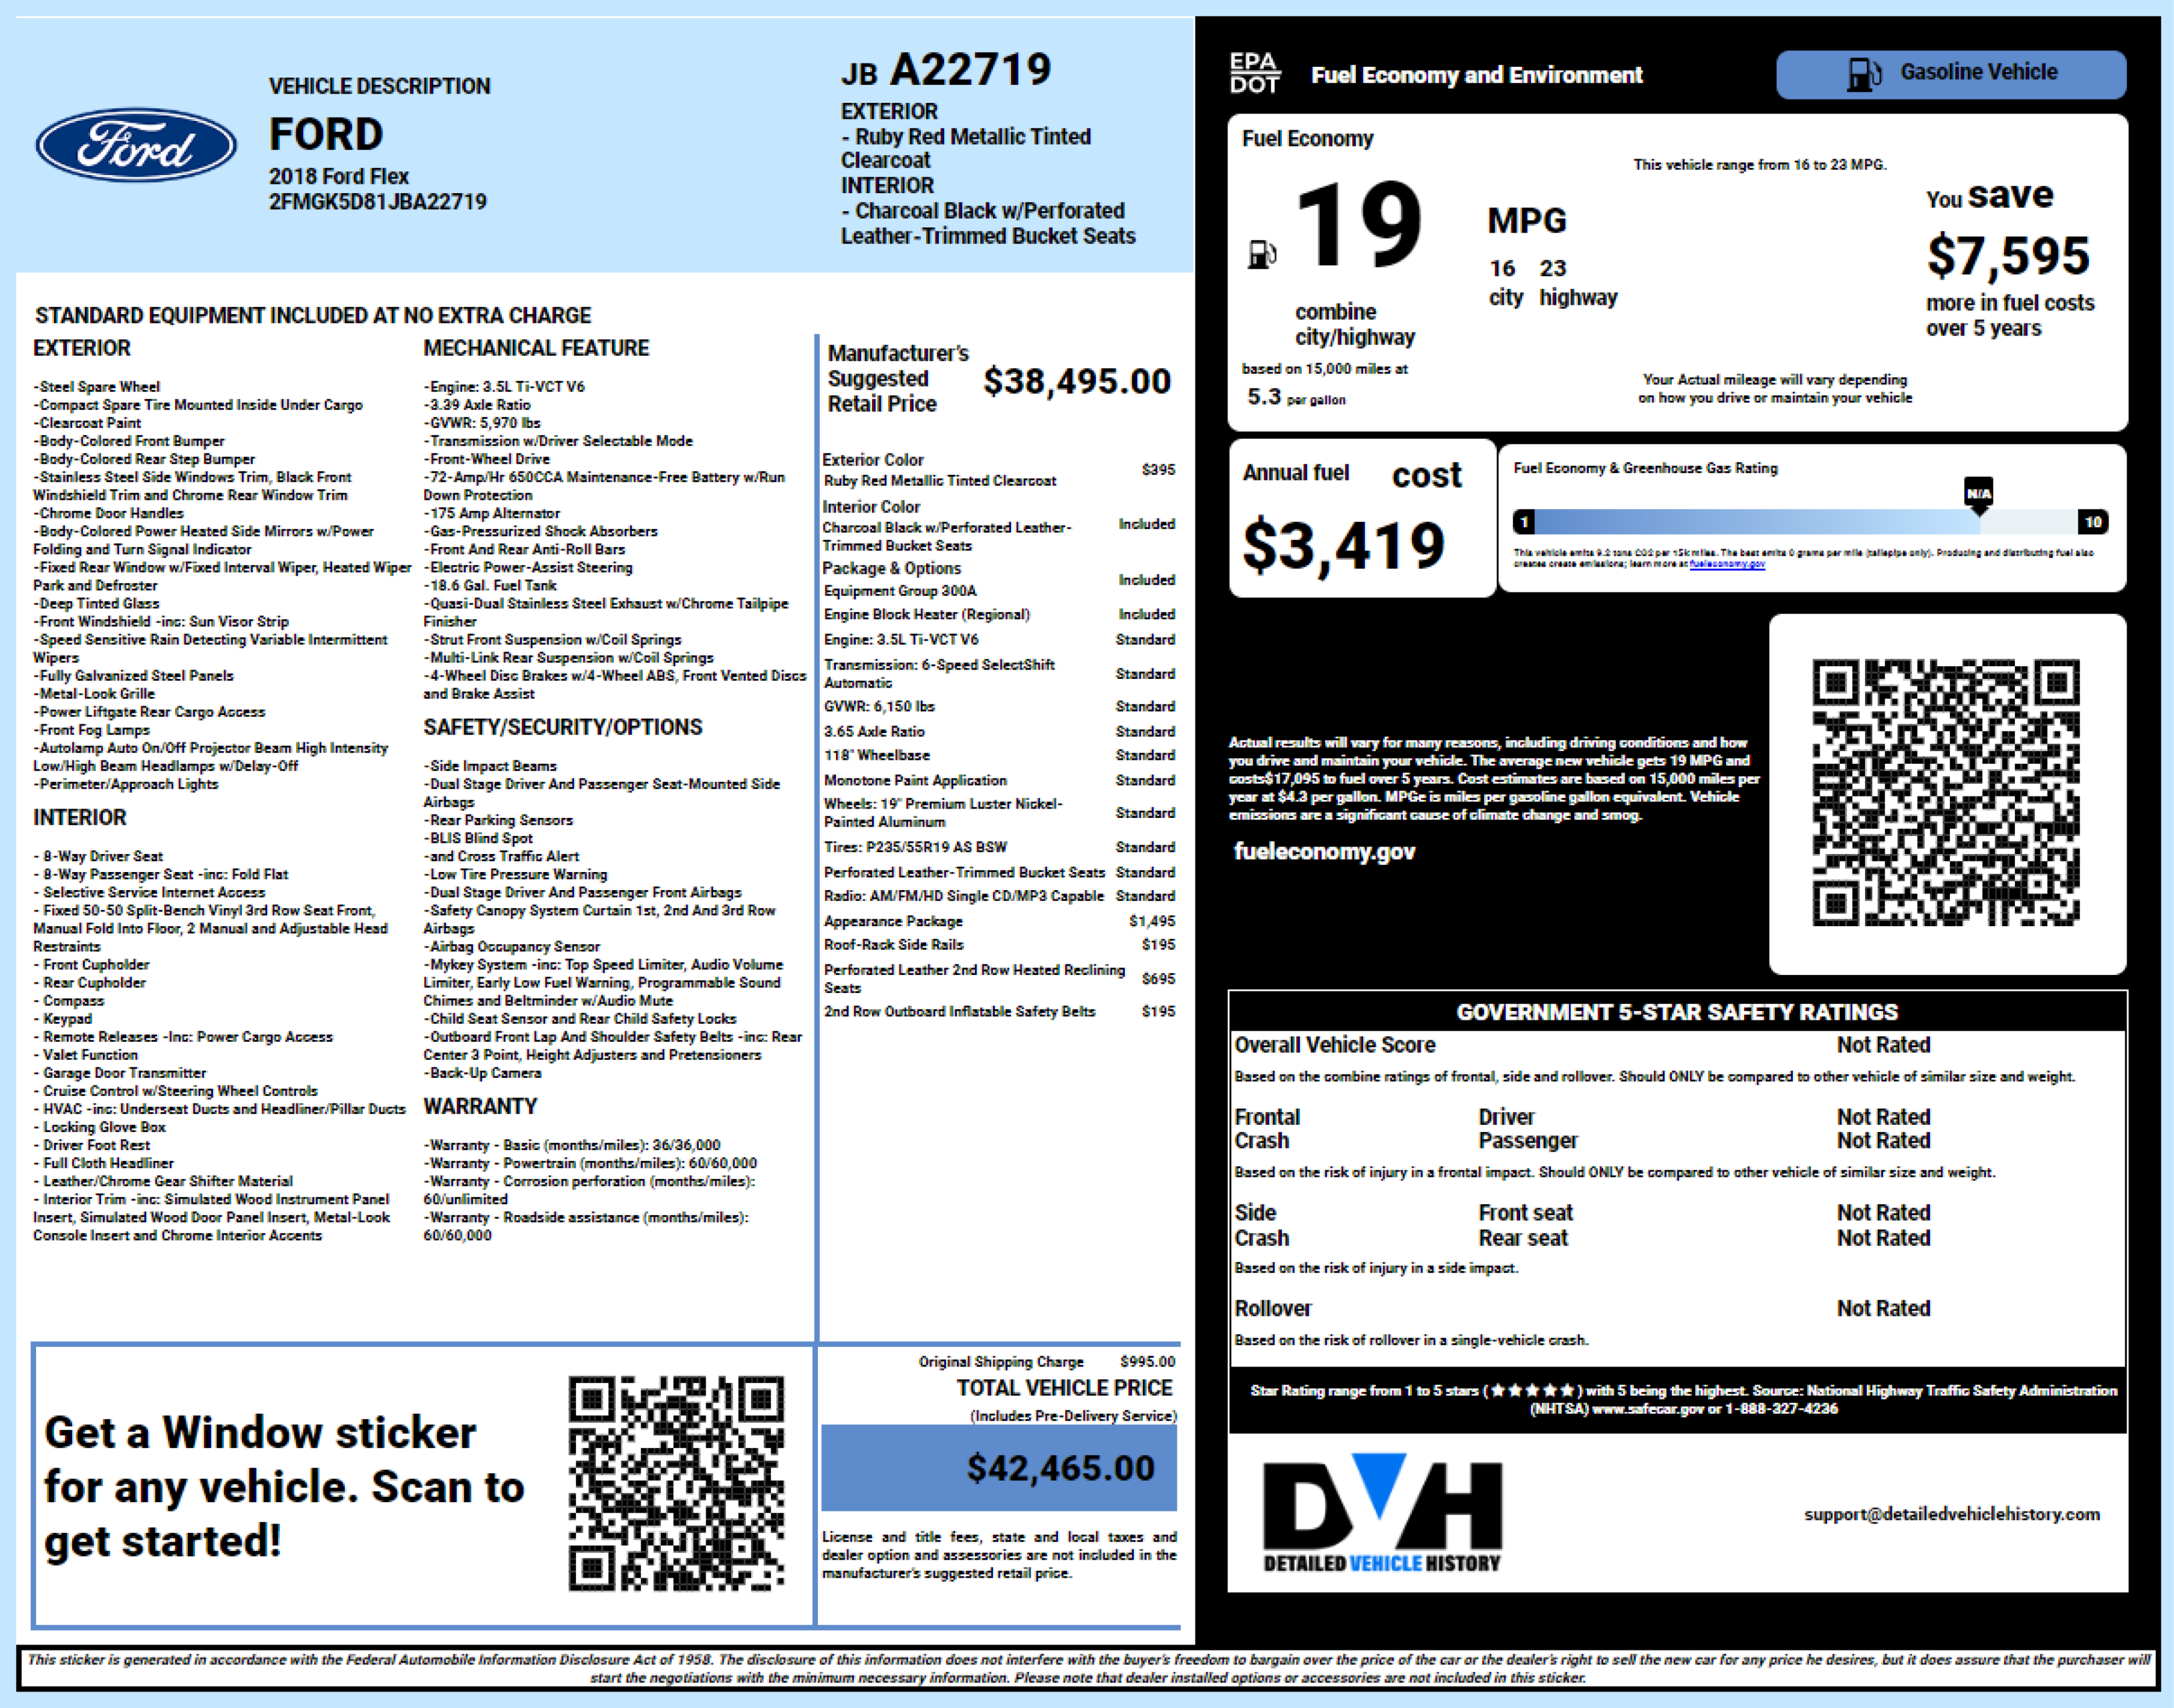 Ford
VEHICLE DESCRIPTION
FORD
2018 Ford Flex
2FMGK5D81JBA22719
JB A22719
EXTERIOR
- Ruby Red Metallic Tinted
Clearcoat
INTERIOR
- Charcoal Black w/Perforated
Leather-Trimmed Bucket Seats
STANDARD EQUIPMENT INCLUDED AT NO EXTRA CHARGE
EXTERIOR
-Steel Spare Wheel
-Compact Spare Tire Mounted Inside Under Cargo
-Clearcoat Paint
-Body-Colored Front Bumper
-Body-Colored Rear Step Bumper
-Stainless Steel Side Windows Trim, Black Front
Windshield Trim and Chrome Rear Window Trim
-Chrome Door Handles
-Body-Colored Power Heated Side Mirrors w/Power
Folding and Turn Signal Indicator
-Fixed Rear Window w/Fixed Interval Wiper, Heated Wiper
Park and Defroster
-Deep Tinted Glass
-Front Windshield -inc: Sun Visor Strip
-Speed Sensitive Rain Detecting Variable Intermittent
Wipers
-Fully Galvanized Steel Panels
-Metal-Look Grille
-Power Liftgate Rear Cargo Access
-Front Fog Lamps
-Autolamp Auto On/Off Projector Beam High Intensity
Low/High Beam Headlamps w/Delay-Off
-Perimeter/Approach Lights
INTERIOR
- 8-Way Driver Seat
- 8-Way Passenger Seat -inc: Fold Flat
- Selective Service Internet Access
- Fixed 50-50 Split-Bench Vinyl 3rd Row Seat Front,
Manual Fold Into Floor, 2 Manual and Adjustable Head
Restraints
- Front Cupholder
- Rear Cupholder
- Compass
- Keypad
- Remote Releases -Inc: Power Cargo Access
- Valet Function
- Garage Door Transmitter
- Cruise Control w/Steering Wheel Controls
- HVAC -inc: Underseat Ducts and Headliner/Pillar Ducts
- Locking Glove Box
- Driver Foot Rest
- Full Cloth Headliner
- Leather/Chrome Gear Shifter Material
- Interior Trim -inc: Simulated Wood Instrument Panel
Insert, Simulated Wood Door Panel Insert, Metal-Look
Console Insert and Chrome Interior Accents
MECHANICAL FEATURE
-Engine: 3.5L Ti-VCT V6
-3.39 Axle Ratio
-GVWR: 5,970 lbs
-Transmission w/Driver Selectable Mode
-Front-Wheel Drive
-72-Amp/Hr 650CCA Maintenance-Free Battery w/Run
Down Protection
-175 Amp Alternator
-Gas-Pressurized Shock Absorbers
-Front And Rear Anti-Roll Bars
-Electric Power-Assist Steering
-18.6 Gal. Fuel Tank
-Quasi-Dual Stainless Steel Exhaust w/Chrome Tailpipe
Finisher
-Strut Front Suspension w/Coil Springs
-Multi-Link Rear Suspension w/Coil Springs
-4-Wheel Disc Brakes w/4-Wheel ABS, Front Vented Discs
and Brake Assist
SAFETY/SECURITY/OPTIONS
-Side Impact Beams
-Dual Stage Driver And Passenger Seat-Mounted Side
Airbags
-Rear Parking Sensors
-BLIS Blind Spot
-and Cross Traffic Alert
-Low Tire Pressure Warning
-Dual Stage Driver And Passenger Front Airbags
-Safety Canopy System Curtain 1st, 2nd And 3rd Row
Airbags
-Airbag Occupancy Sensor
-Mykey System -inc: Top Speed Limiter, Audio Volume
Limiter, Early Low Fuel Warning, Programmable Sound
Chimes and Beltminder w/Audio Mute
-Child Seat Sensor and Rear Child Safety Locks
-Outboard Front Lap And Shoulder Safety Belts -inc: Rear
Center 3 Point, Height Adjusters and Pretensioners
-Back-Up Camera
WARRANTY
-Warranty - Basic (months/miles): 36/36,000
-Warranty - Powertrain (months/miles): 60/60,000
-Warranty - Corrosion perforation (months/miles):
60/unlimited
-Warranty - Roadside assistance (months/miles):
60/60,000
Manufacturer's
Suggested
Retail Price
$38,495.00
Exterior Color
Ruby Red Metallic Tinted Clearcoat $395
Interior Color
Charcoal Black w/Perforated Leather-
Trimmed Bucket Seats Included
Package & Options
Equipment Group 300A Included
Engine Block Heater (Regional) Included
Engine: 3.5L Ti-VCT V6 Standard
Transmission: 6-Speed SelectShift
Automatic Standard
GVWR: 6,150 lbs Standard
3.65 Axle Ratio Standard
118" Wheelbase Standard
Monotone Paint Application Standard
Wheels: 19" Premium Luster Nickel-
Painted Aluminum Standard
Tires: P235/55R19 AS BSW Standard
Perforated Leather-Trimmed Bucket Seats Standard
Radio: AM/FM/HD Single CD/MP3 Capable Standard
Appearance Package $1,495
Roof-Rack Side Rails $195
Perforated Leather 2nd Row Heated Reclining
Seats $695
2nd Row Outboard Inflatable Safety Belts $195
Get a Window sticker
for any vehicle. Scan to
get started!
Original Shipping Charge $995.00
TOTAL VEHICLE PRICE
(Includes Pre-Delivery Service)
$42,465.00
License and title fees, state and local taxes and
dealer option and assessories are not included in the
manufacturer's suggested retail price.
EPA
DOT
Fuel Economy and Environment
Gasoline Vehicle
Fuel Economy
This vehicle range from 16 to 23 MPG.
19
MPG
16 23
city highway
combine
city/highway
based on 15,000 miles at
5.3 per gallon
You save
$7,595
more in fuel costs
over 5 years
Your Actual mileage will vary depending
on how you drive or maintain your vehicle
Annual fuel cost
$3,419
Fuel Economy & Greenhouse Gas Rating
N/A
1 10
This vehicle emits 9.2 tons CO2 per 15k miles. The best emits 0 grams per mile (tailepipe only). Producing and distributing fuel also
creates create emissions; learn more at fueleconomy.gov
Actual results will vary for many reasons, including driving conditions and how
you drive and maintain your vehicle. The average new vehicle gets 19 MPG and
costs$17,095 to fuel over 5 years. Cost estimates are based on 15,000 miles per
year at $4.3 per gallon. MPGe is miles per gasoline gallon equivalent. Vehicle
emissions are a significant cause of climate change and smog.
fueleconomy.gov
GOVERNMENT 5-STAR SAFETY RATINGS
Overall Vehicle Score Not Rated
Based on the combine ratings of frontal, side and rollover. Should ONLY be compared to other vehicle of similar size and weight.
Frontal Driver Not Rated
Crash Passenger Not Rated
Based on the risk of injury in a frontal impact. Should ONLY be compared to other vehicle of similar size and weight.
Side Front seat Not Rated
Crash Rear seat Not Rated
Based on the risk of injury in a side impact.
Rollover Not Rated
Based on the risk of rollover in a single-vehicle crash.
Star Rating range from 1 to 5 stars (★★★★★) with 5 being the highest. Source: National Highway Traffic Safety Administration
(NHTSA) www.safecar.gov or 1-888-327-4236
DVH
DETAILED VEHICLE HISTORY
support@detailedvehiclehistory.com
This sticker is generated in accordance with the Federal Automobile Information Disclosure Act of 1958. The disclosure of this information does not interfere with the buyer's freedom to bargain over the price of the car or the dealer's right to sell the new car for any price he desires, but it does assure that the purchaser will
start the negotiations with the minimum necessary information. Please note that dealer installed options or accessories are not included in this sticker.